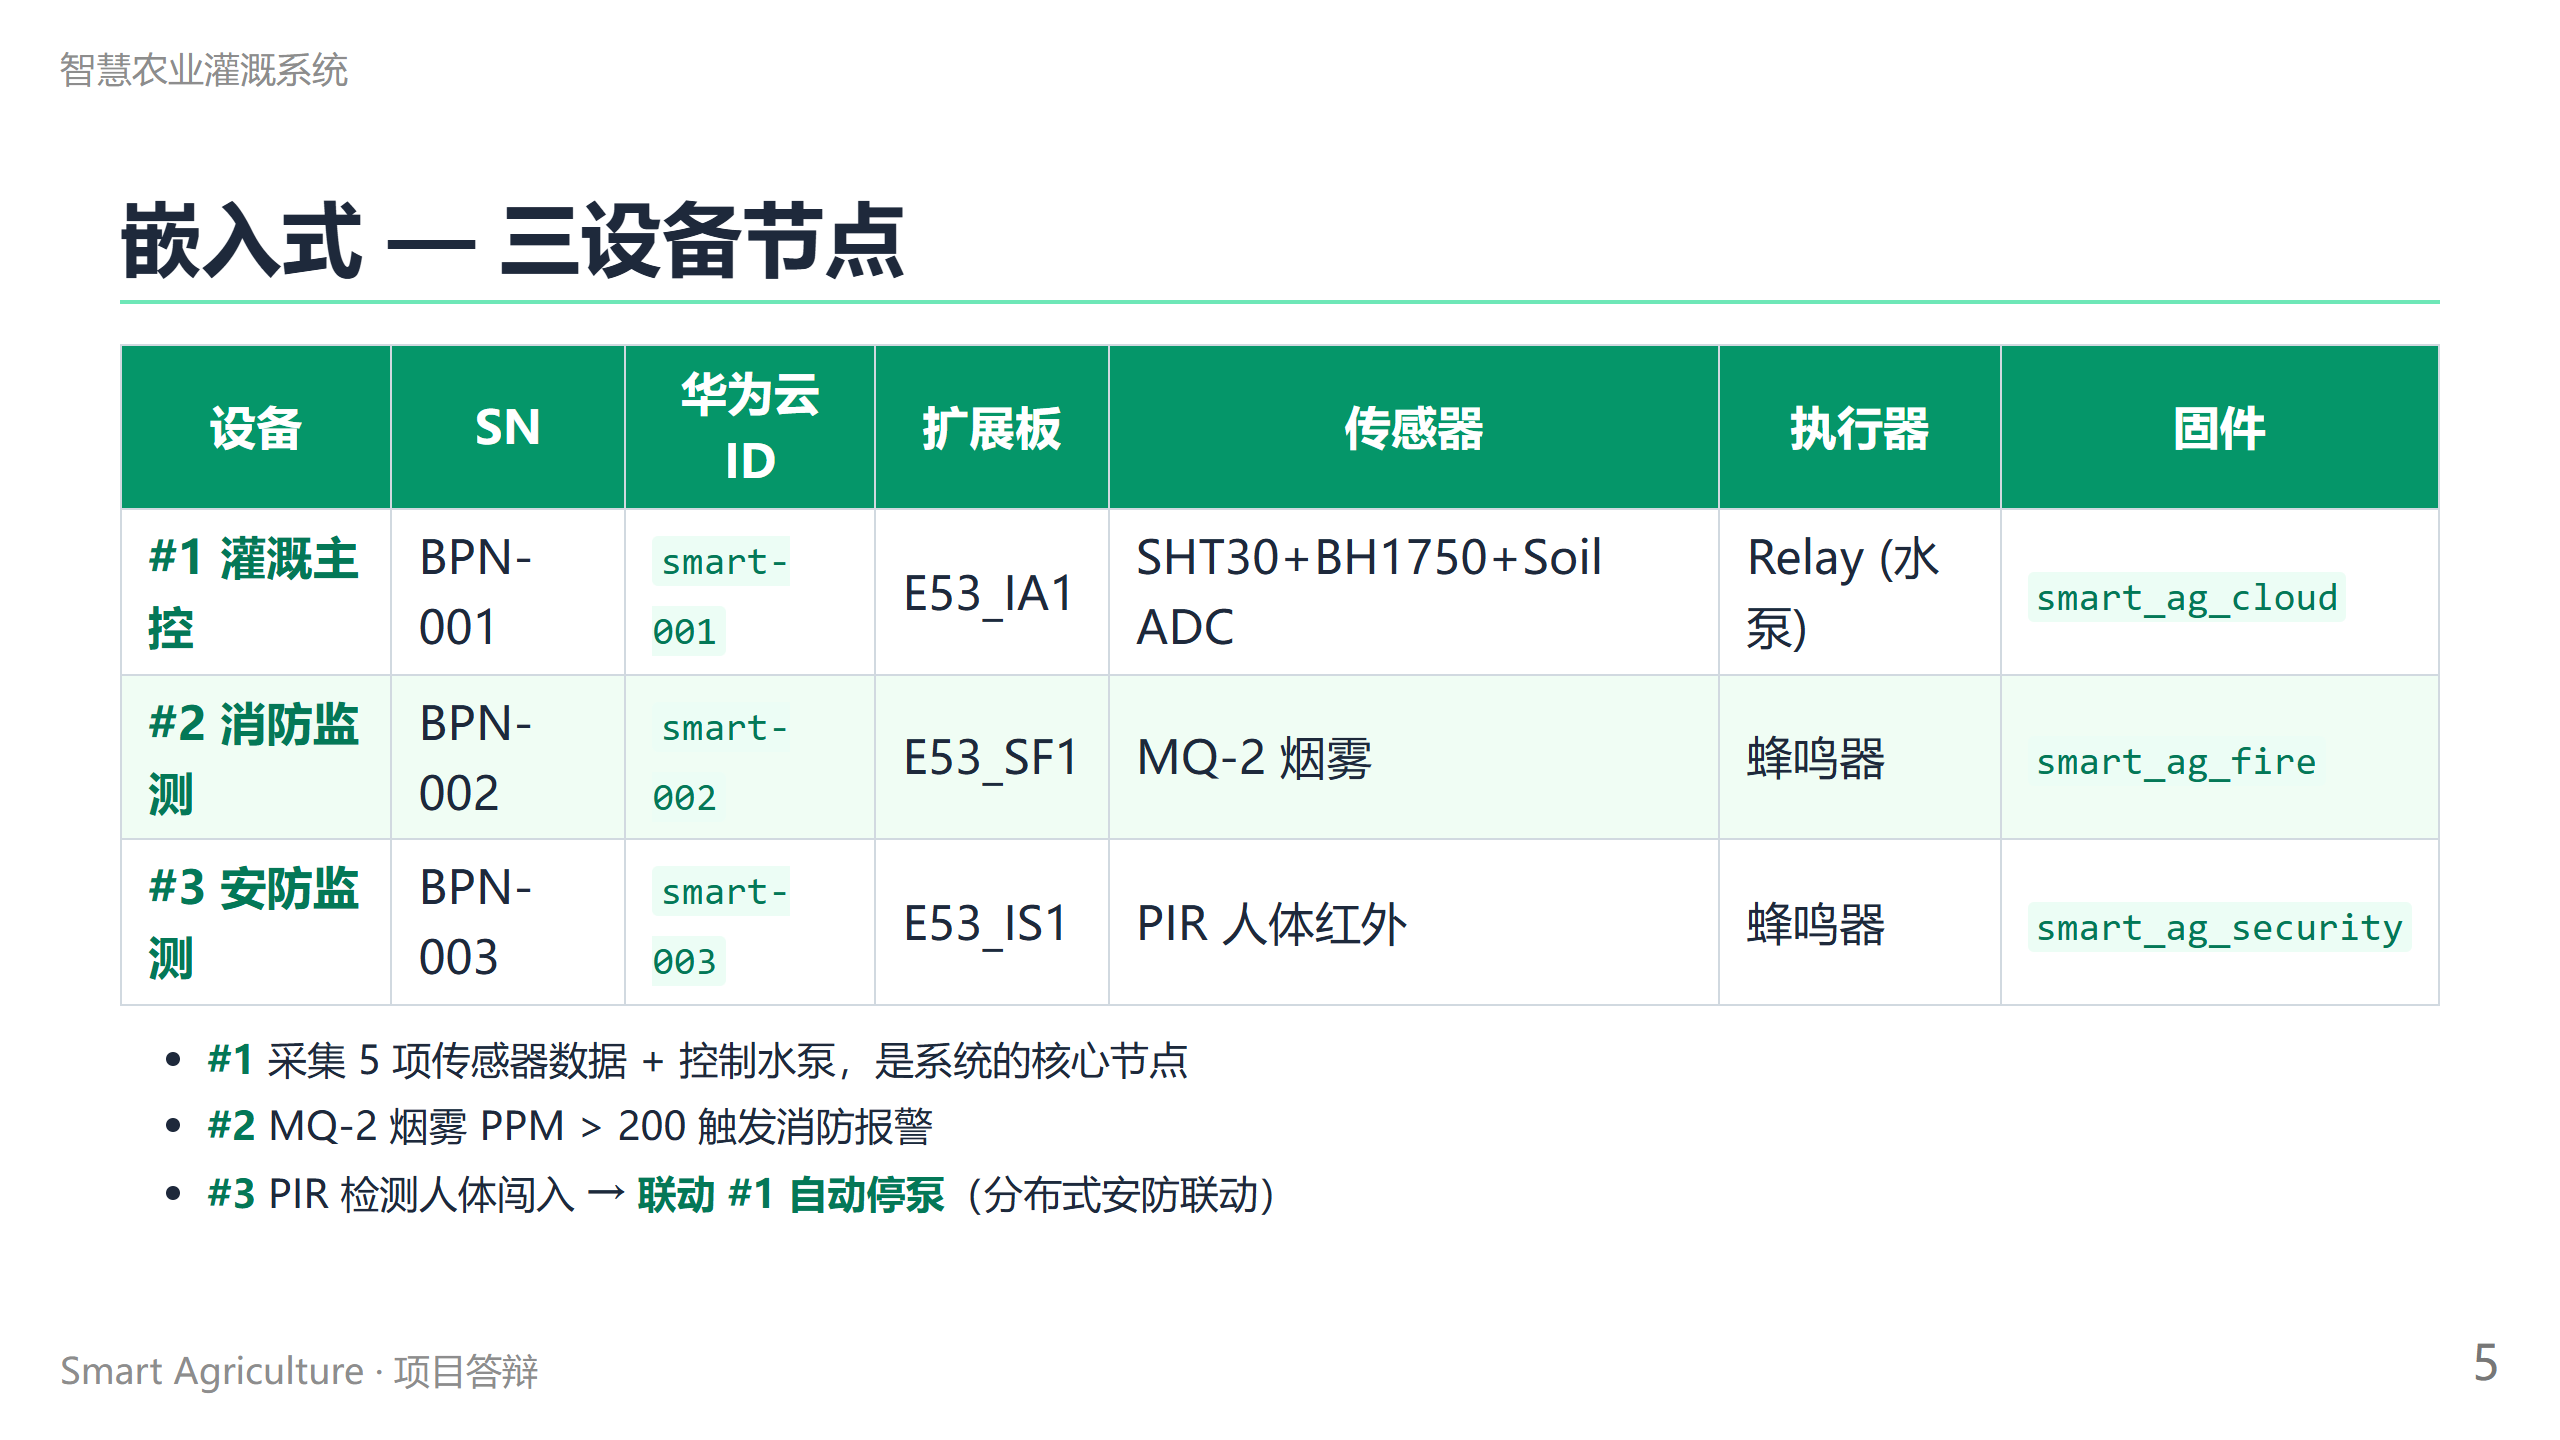 智慧农业灌溉系统
嵌入式 — 三设备节点
设备 SN 华为云 ID 扩展板 传感器 执行器 固件
#1 灌溉主控 BPN-001 smart-001 E53_IA1 SHT30+BH1750+Soil ADC Relay (水泵) smart_ag_cloud
#2 消防监测 BPN-002 smart-002 E53_SF1 MQ-2 烟雾 蜂鸣器 smart_ag_fire
#3 安防监测 BPN-003 smart-003 E53_IS1 PIR 人体红外 蜂鸣器 smart_ag_security
• #1 采集 5 项传感器数据 + 控制水泵，是系统的核心节点
• #2 MQ-2 烟雾 PPM > 200 触发消防报警
• #3 PIR 检测人体闯入 → 联动 #1 自动停泵（分布式安防联动）
Smart Agriculture · 项目答辩
5